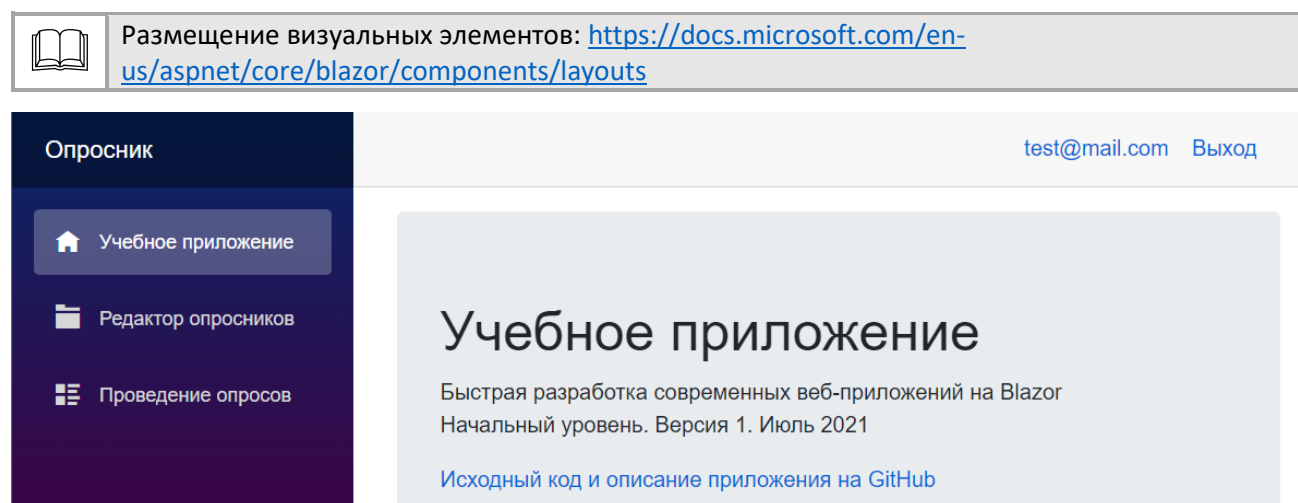 Размещение визуальных элементов: https://docs.microsoft.com/en-
us/aspnet/core/blazor/components/layouts
Опросник
test@mail.com Выход
Учебное приложение
Редактор опросников
Проведение опросов
Учебное приложение
Быстрая разработка современных веб-приложений на Blazor
Начальный уровень. Версия 1. Июль 2021
Исходный код и описание приложения на GitHub